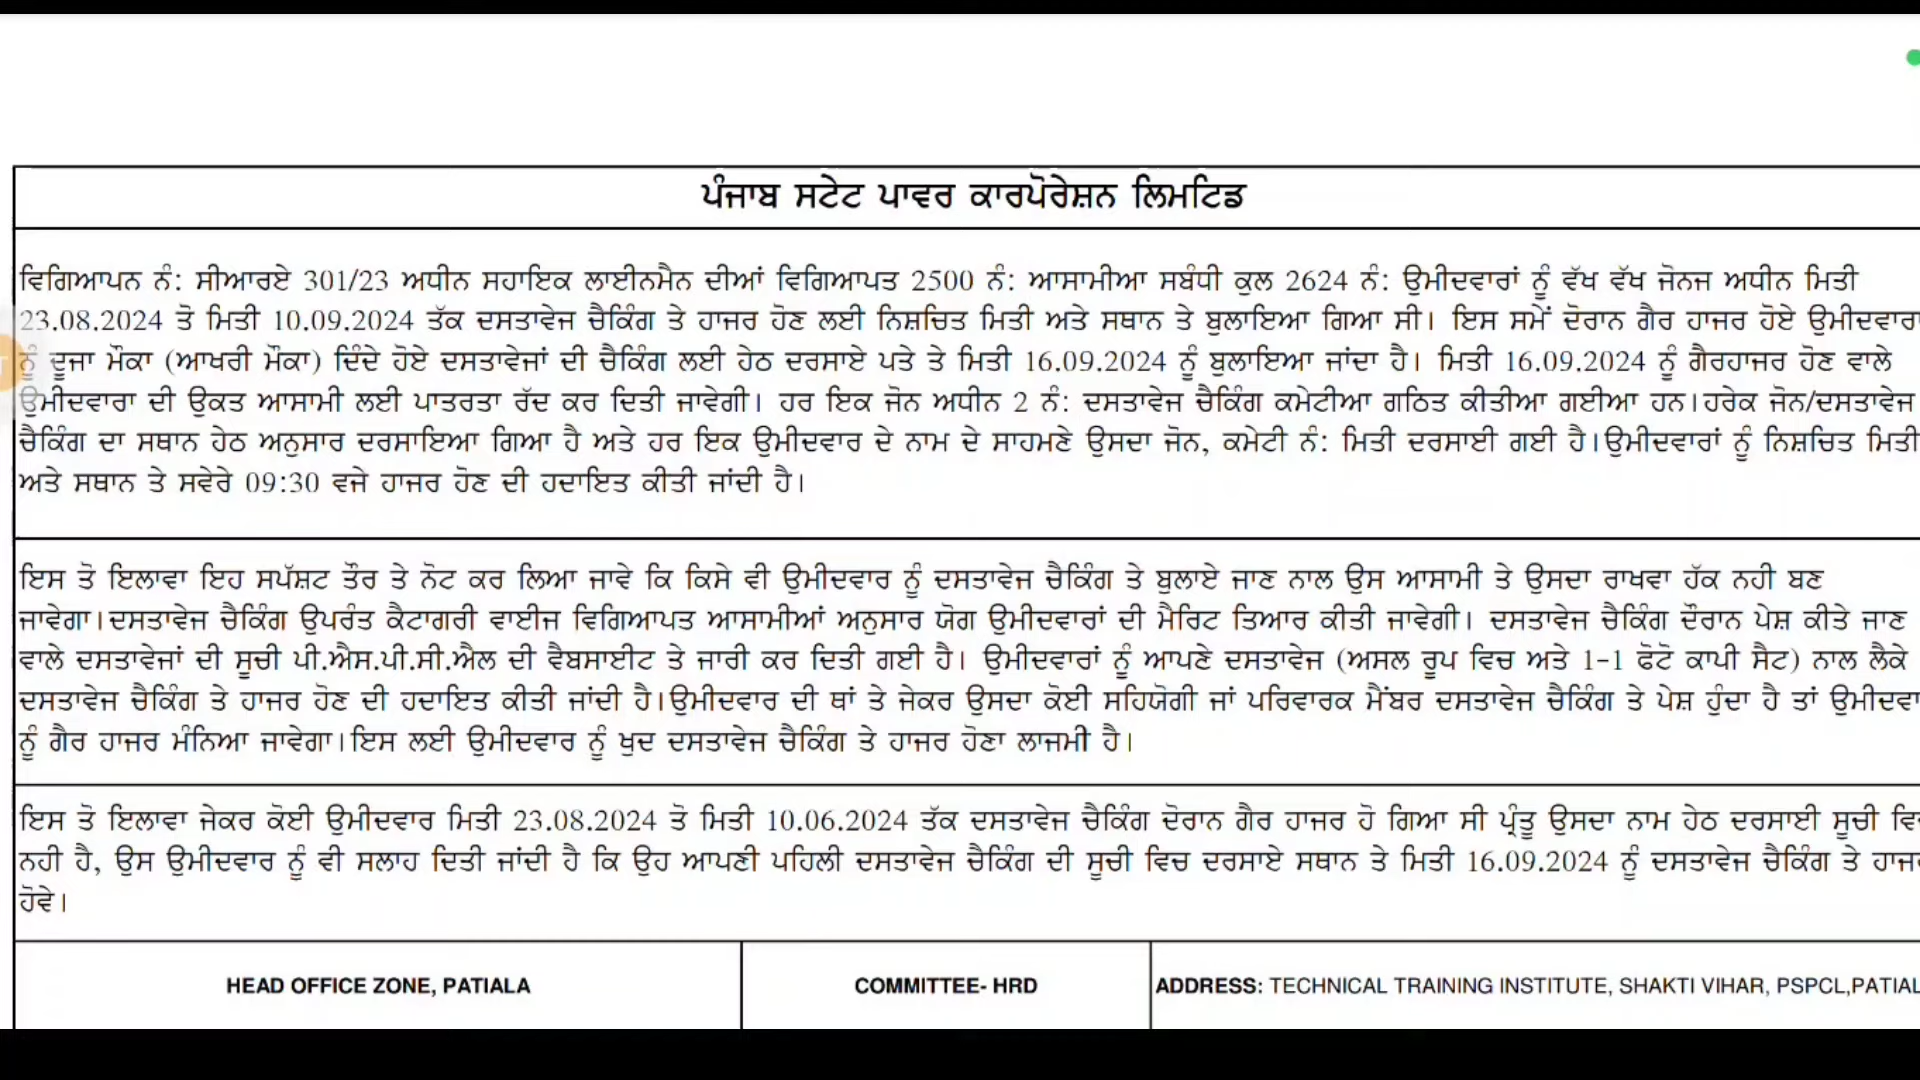 ਪੰਜਾਬ ਸਟੇਟ ਪਾਵਰ ਕਾਰਪੋਰੇਸ਼ਨ ਲਿਮਟਿਡ
ਵਿਗਿਆਪਨ ਨੰ: ਸੀਆਰਏ 301/23 ਅਧੀਨ ਸਹਾਇਕ ਲਾਈਨਮੈਨ ਦੀਆਂ ਵਿਗਿਆਪਤ 2500 ਨੰ: ਆਸਾਮੀਆ ਸਬੰਧੀ ਕੁਲ 2624 ਨੰ: ਉਮੀਦਵਾਰਾਂ ਨੂੰ ਵੱਖ ਵੱਖ ਜੋਨਜ ਅਧੀਨ ਮਿਤੀ
23.08.2024 ਤੋ ਮਿਤੀ 10.09.2024 ਤੱਕ ਦਸਤਾਵੇਜ ਚੈਕਿੰਗ ਤੇ ਹਾਜਰ ਹੋਣ ਲਈ ਨਿਸ਼ਚਿਤ ਮਿਤੀ ਅਤੇ ਸਥਾਨ ਤੇ ਬੁਲਾਇਆ ਗਿਆ ਸੀ। ਇਸ ਸਮੇਂ ਦੋਰਾਨ ਗੈਰ ਹਾਜਰ ਹੋਏ ਉਮੀਦਵਾਰਾ
ਨੂੰ ਦੂਜਾ ਮੌਕਾ (ਆਖਰੀ ਮੌਕਾ) ਦਿੰਦੇ ਹੋਏ ਦਸਤਾਵੇਜਾਂ ਦੀ ਚੈਕਿੰਗ ਲਈ ਹੇਠ ਦਰਸਾਏ ਪਤੇ ਤੇ ਮਿਤੀ 16.09.2024 ਨੂੰ ਬੁਲਾਇਆ ਜਾਂਦਾ ਹੈ। ਮਿਤੀ 16.09.2024 ਨੂੰ ਗੈਰਹਾਜਰ ਹੋਣ ਵਾਲੇ
ਉਮੀਦਵਾਰਾ ਦੀ ਉਕਤ ਆਸਾਮੀ ਲਈ ਪਾਤਰਤਾ ਰੱਦ ਕਰ ਦਿਤੀ ਜਾਵੇਗੀ। ਹਰ ਇਕ ਜੋਨ ਅਧੀਨ 2 ਨੰ: ਦਸਤਾਵੇਜ ਚੈਕਿੰਗ ਕਮੇਟੀਆ ਗਠਿਤ ਕੀਤੀਆ ਗਈਆ ਹਨ।ਹਰੇਕ ਜੋਨ/ਦਸਤਾਵੇਜ
ਚੈਕਿੰਗ ਦਾ ਸਥਾਨ ਹੇਠ ਅਨੁਸਾਰ ਦਰਸਾਇਆ ਗਿਆ ਹੈ ਅਤੇ ਹਰ ਇਕ ਉਮੀਦਵਾਰ ਦੇ ਨਾਮ ਦੇ ਸਾਹਮਣੇ ਉਸਦਾ ਜੋਨ, ਕਮੇਟੀ ਨੰ: ਮਿਤੀ ਦਰਸਾਈ ਗਈ ਹੈ।ਉਮੀਦਵਾਰਾਂ ਨੂੰ ਨਿਸ਼ਚਿਤ ਮਿਤੀ
ਅਤੇ ਸਥਾਨ ਤੇ ਸਵੇਰੇ 09:30 ਵਜੇ ਹਾਜਰ ਹੋਣ ਦੀ ਹਦਾਇਤ ਕੀਤੀ ਜਾਂਦੀ ਹੈ।
ਇਸ ਤੋ ਇਲਾਵਾ ਇਹ ਸਪੱਸ਼ਟ ਤੌਰ ਤੇ ਨੋਟ ਕਰ ਲਿਆ ਜਾਵੇ ਕਿ ਕਿਸੇ ਵੀ ਉਮੀਦਵਾਰ ਨੂੰ ਦਸਤਾਵੇਜ ਚੈਕਿੰਗ ਤੇ ਬੁਲਾਏ ਜਾਣ ਨਾਲ ਉਸ ਆਸਾਮੀ ਤੇ ਉਸਦਾ ਰਾਖਵਾ ਹੱਕ ਨਹੀ ਬਣ
ਜਾਵੇਗਾ।ਦਸਤਾਵੇਜ ਚੈਕਿੰਗ ਉਪਰੰਤ ਕੈਟਾਗਰੀ ਵਾਈਜ ਵਿਗਿਆਪਤ ਆਸਾਮੀਆਂ ਅਨੁਸਾਰ ਯੋਗ ਉਮੀਦਵਾਰਾਂ ਦੀ ਮੈਰਿਟ ਤਿਆਰ ਕੀਤੀ ਜਾਵੇਗੀ। ਦਸਤਾਵੇਜ ਚੈਕਿੰਗ ਦੌਰਾਨ ਪੇਸ਼ ਕੀਤੇ ਜਾਣ
ਵਾਲੇ ਦਸਤਾਵੇਜਾਂ ਦੀ ਸੂਚੀ ਪੀ.ਐਸ.ਪੀ.ਸੀ.ਐਲ ਦੀ ਵੈਬਸਾਈਟ ਤੇ ਜਾਰੀ ਕਰ ਦਿਤੀ ਗਈ ਹੈ। ਉਮੀਦਵਾਰਾਂ ਨੂੰ ਆਪਣੇ ਦਸਤਾਵੇਜ (ਅਸਲ ਰੂਪ ਵਿਚ ਅਤੇ 1-1 ਫੋਟੋ ਕਾਪੀ ਸੈਟ) ਨਾਲ ਲੈਕੇ
ਦਸਤਾਵੇਜ ਚੈਕਿੰਗ ਤੇ ਹਾਜਰ ਹੋਣ ਦੀ ਹਦਾਇਤ ਕੀਤੀ ਜਾਂਦੀ ਹੈ।ਉਮੀਦਵਾਰ ਦੀ ਥਾਂ ਤੇ ਜੇਕਰ ਉਸਦਾ ਕੋਈ ਸਹਿਯੋਗੀ ਜਾਂ ਪਰਿਵਾਰਕ ਮੈਂਬਰ ਦਸਤਾਵੇਜ ਚੈਕਿੰਗ ਤੇ ਪੇਸ਼ ਹੁੰਦਾ ਹੈ ਤਾਂ ਉਮੀਦਵਾ
ਨੂੰ ਗੈਰ ਹਾਜਰ ਮੰਨਿਆ ਜਾਵੇਗਾ।ਇਸ ਲਈ ਉਮੀਦਵਾਰ ਨੂੰ ਖੁਦ ਦਸਤਾਵੇਜ ਚੈਕਿੰਗ ਤੇ ਹਾਜਰ ਹੋਣਾ ਲਾਜਮੀ ਹੈ।
ਇਸ ਤੋ ਇਲਾਵਾ ਜੇਕਰ ਕੋਈ ਉਮੀਦਵਾਰ ਮਿਤੀ 23.08.2024 ਤੋ ਮਿਤੀ 10.06.2024 ਤੱਕ ਦਸਤਾਵੇਜ ਚੈਕਿੰਗ ਦੋਰਾਨ ਗੈਰ ਹਾਜਰ ਹੋ ਗਿਆ ਸੀ ਪ੍ਰੰਤੂ ਉਸਦਾ ਨਾਮ ਹੇਠ ਦਰਸਾਈ ਸੂਚੀ ਵਿ
ਨਹੀ ਹੈ, ਉਸ ਉਮੀਦਵਾਰ ਨੂੰ ਵੀ ਸਲਾਹ ਦਿਤੀ ਜਾਂਦੀ ਹੈ ਕਿ ਉਹ ਆਪਣੀ ਪਹਿਲੀ ਦਸਤਾਵੇਜ ਚੈਕਿੰਗ ਦੀ ਸੂਚੀ ਵਿਚ ਦਰਸਾਏ ਸਥਾਨ ਤੇ ਮਿਤੀ 16.09.2024 ਨੂੰ ਦਸਤਾਵੇਜ ਚੈਕਿੰਗ ਤੇ ਹਾਜ
ਹੋਵੇ।
HEAD OFFICE ZONE, PATIALA
COMMITTEE- HRD
ADDRESS: TECHNICAL TRAINING INSTITUTE, SHAKTI VIHAR, PSPCL,PATIAL